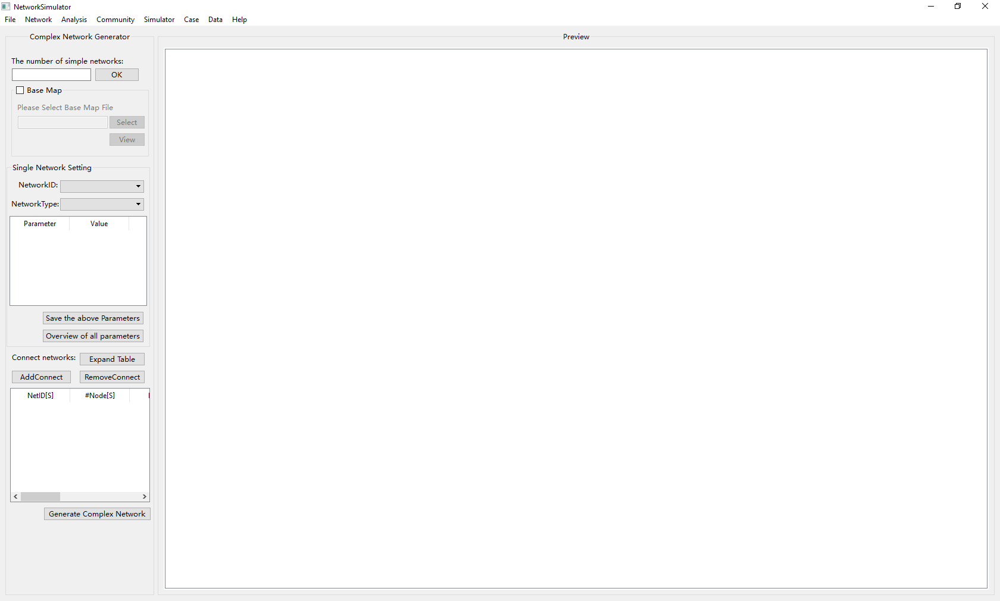 NetworkSimulator
File Network Analysis Community Simulator Case Data Help
Complex Network Generator
Preview
The number of simple networks:
OK
Base Map
Please Select Base Map File
Select
View
Single Network Setting
NetworkID:
NetworkType:
Parameter Value
Save the above Parameters
Overview of all parameters
Connect networks: Expand Table
AddConnect RemoveConnect
NetID[S] #Node[S]
Generate Complex Network